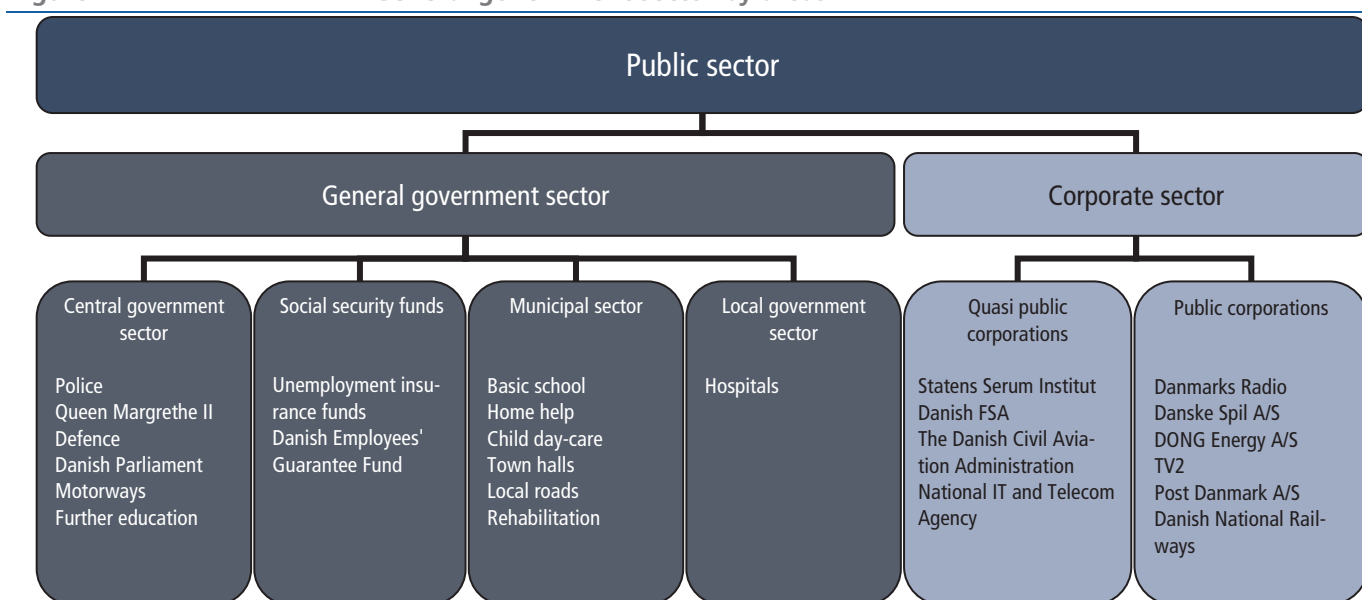 Public sector
General government sector
Corporate sector
Central government
sector
Police
Queen Margrethe II
Defence
Danish Parliament
Motorways
Further education
Social security funds
Unemployment insu-
rance funds
Danish Employees'
Guarantee Fund
Municipal sector
Basic school
Home help
Child day-care
Town halls
Local roads
Rehabilitation
Local government
sector
Hospitals
Quasi public
corporations
Statens Serum Institut
Danish FSA
The Danish Civil Avia-
tion Administration
National IT and Telecom
Agency
Public corporations
Danmarks Radio
Danske Spil A/S
DONG Energy A/S
TV2
Post Danmark A/S
Danish National Rail-
ways